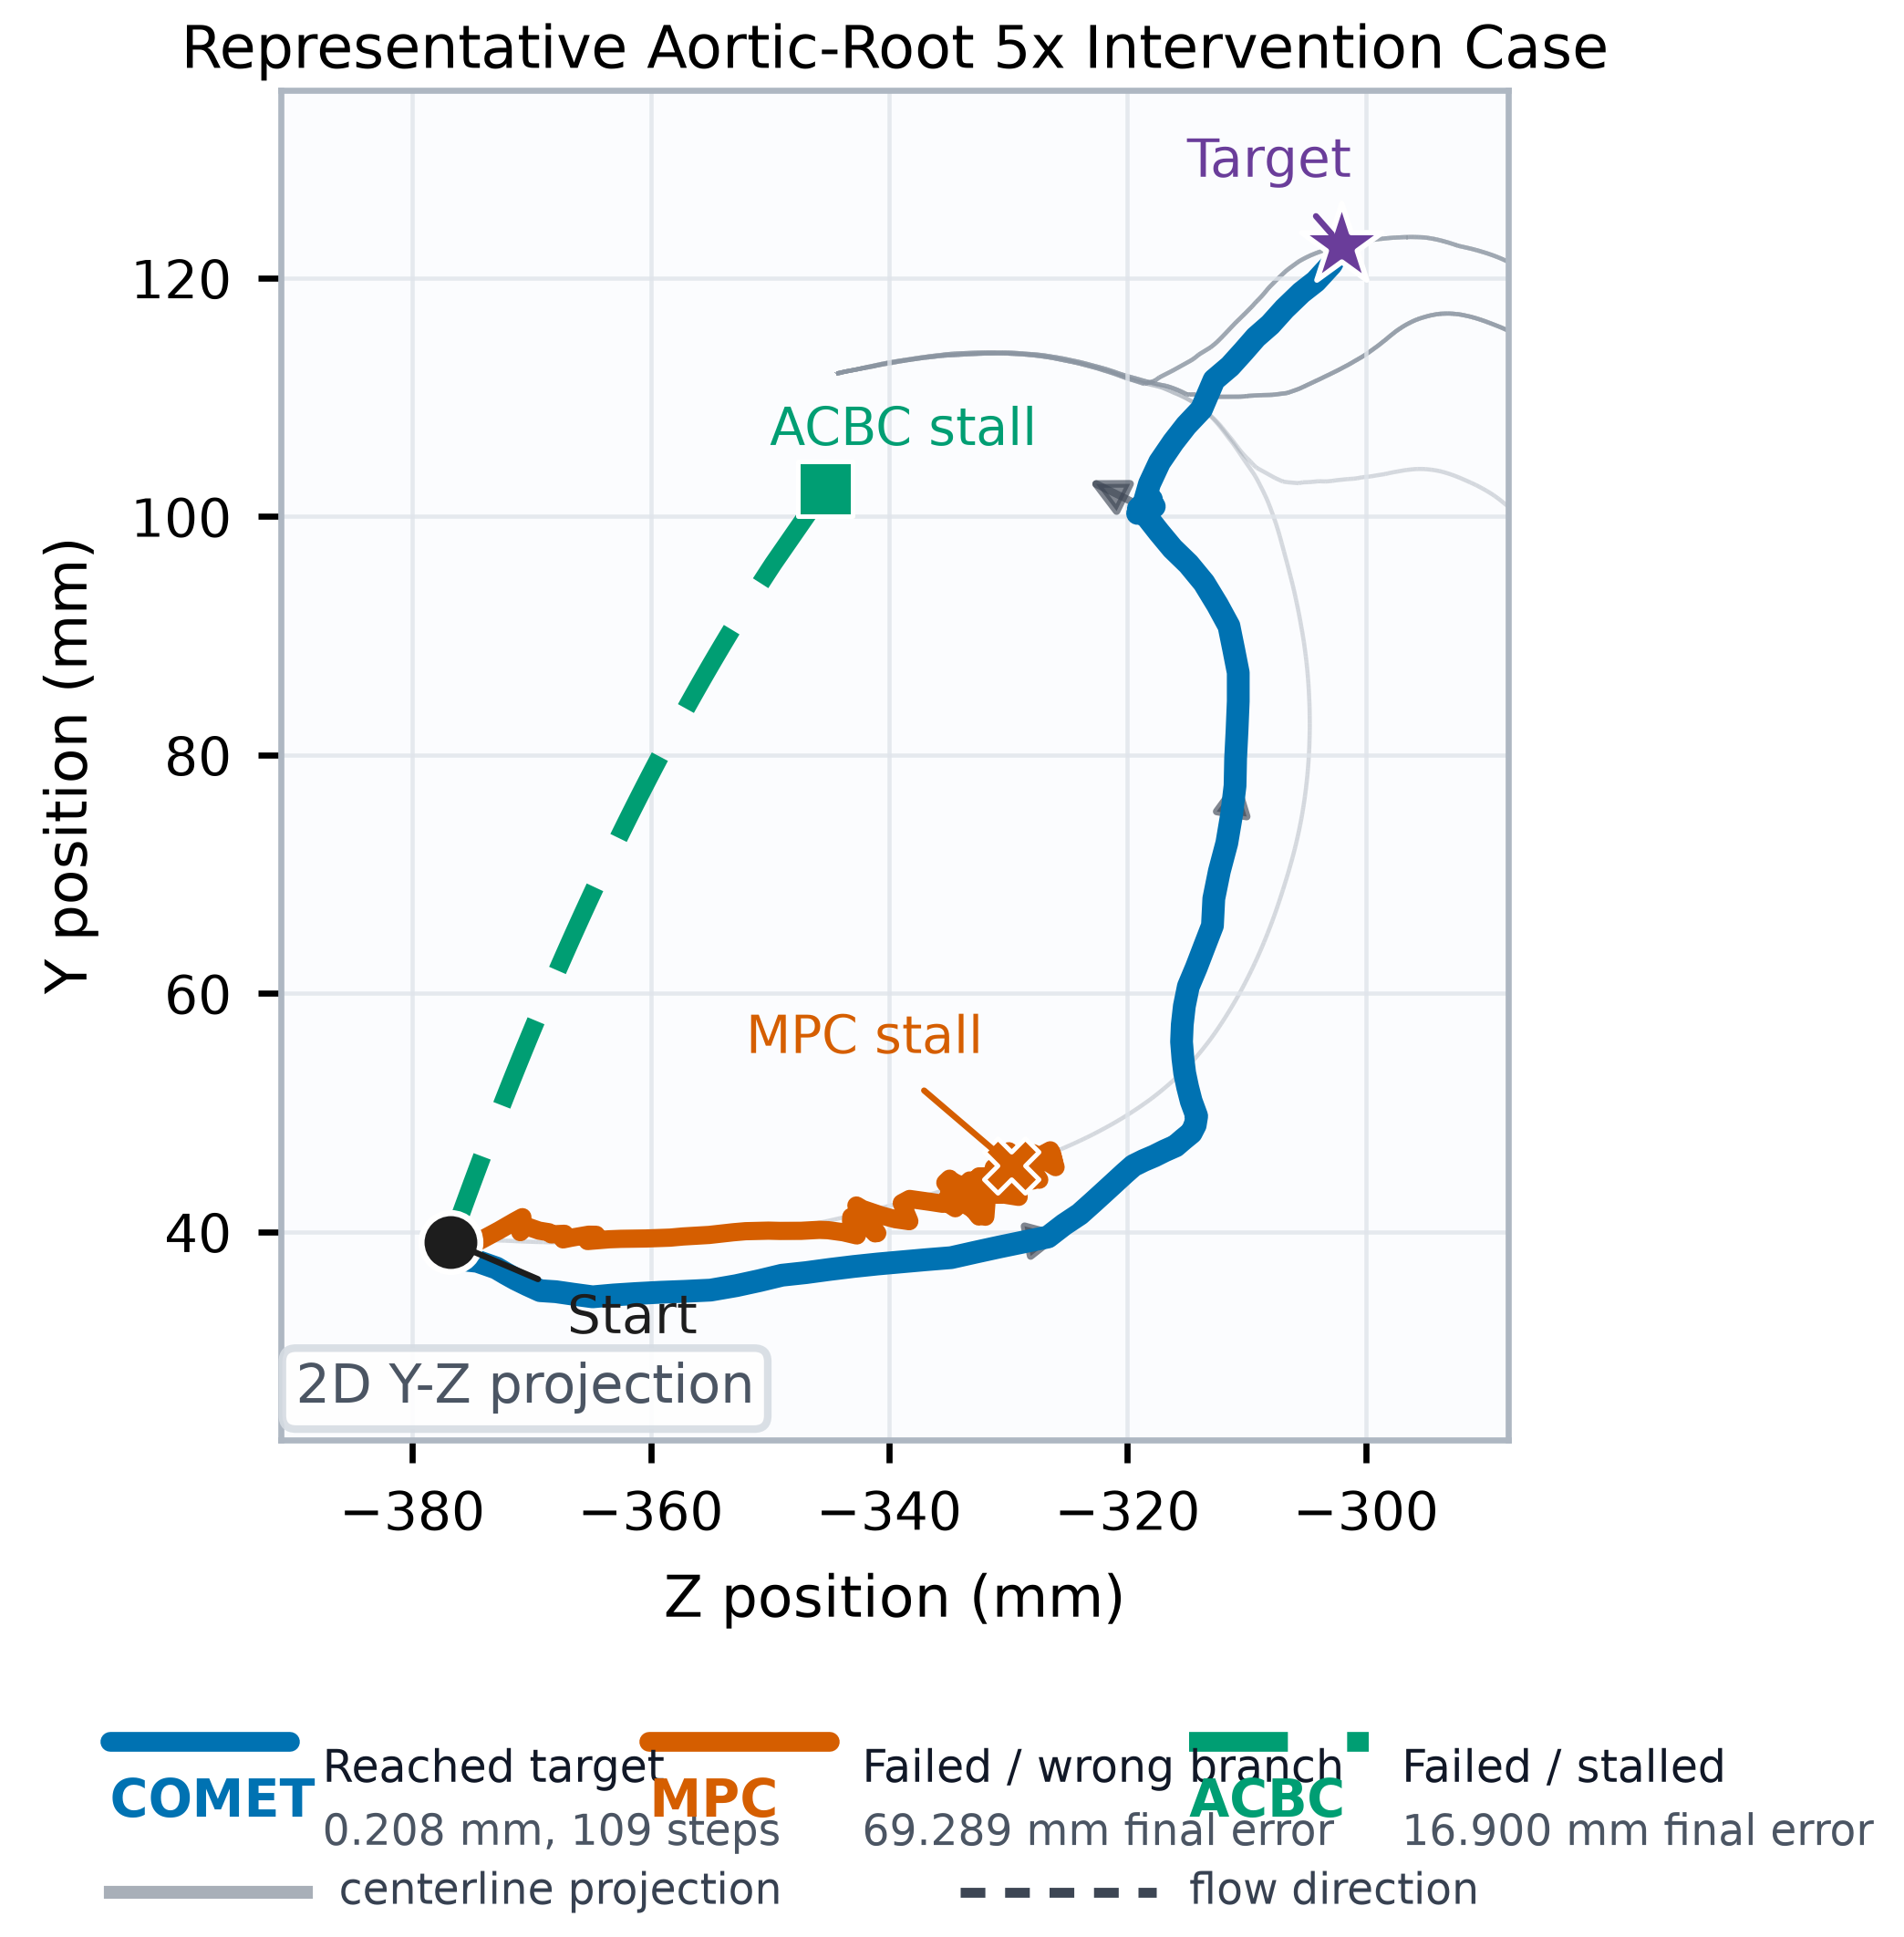 Representative Aortic-Root 5x Intervention Case
Target
ACBC stall
MPC stall
Start
2D Y-Z projection
Y position (mm)
120
100
80
60
40
−380
−360
−340
−320
−300
Z position (mm)
COMET
Reached target
0.208 mm, 109 steps
MPC
Failed / wrong branch
69.289 mm final error
ACBC
Failed / stalled
16.900 mm final error
centerline projection
flow direction